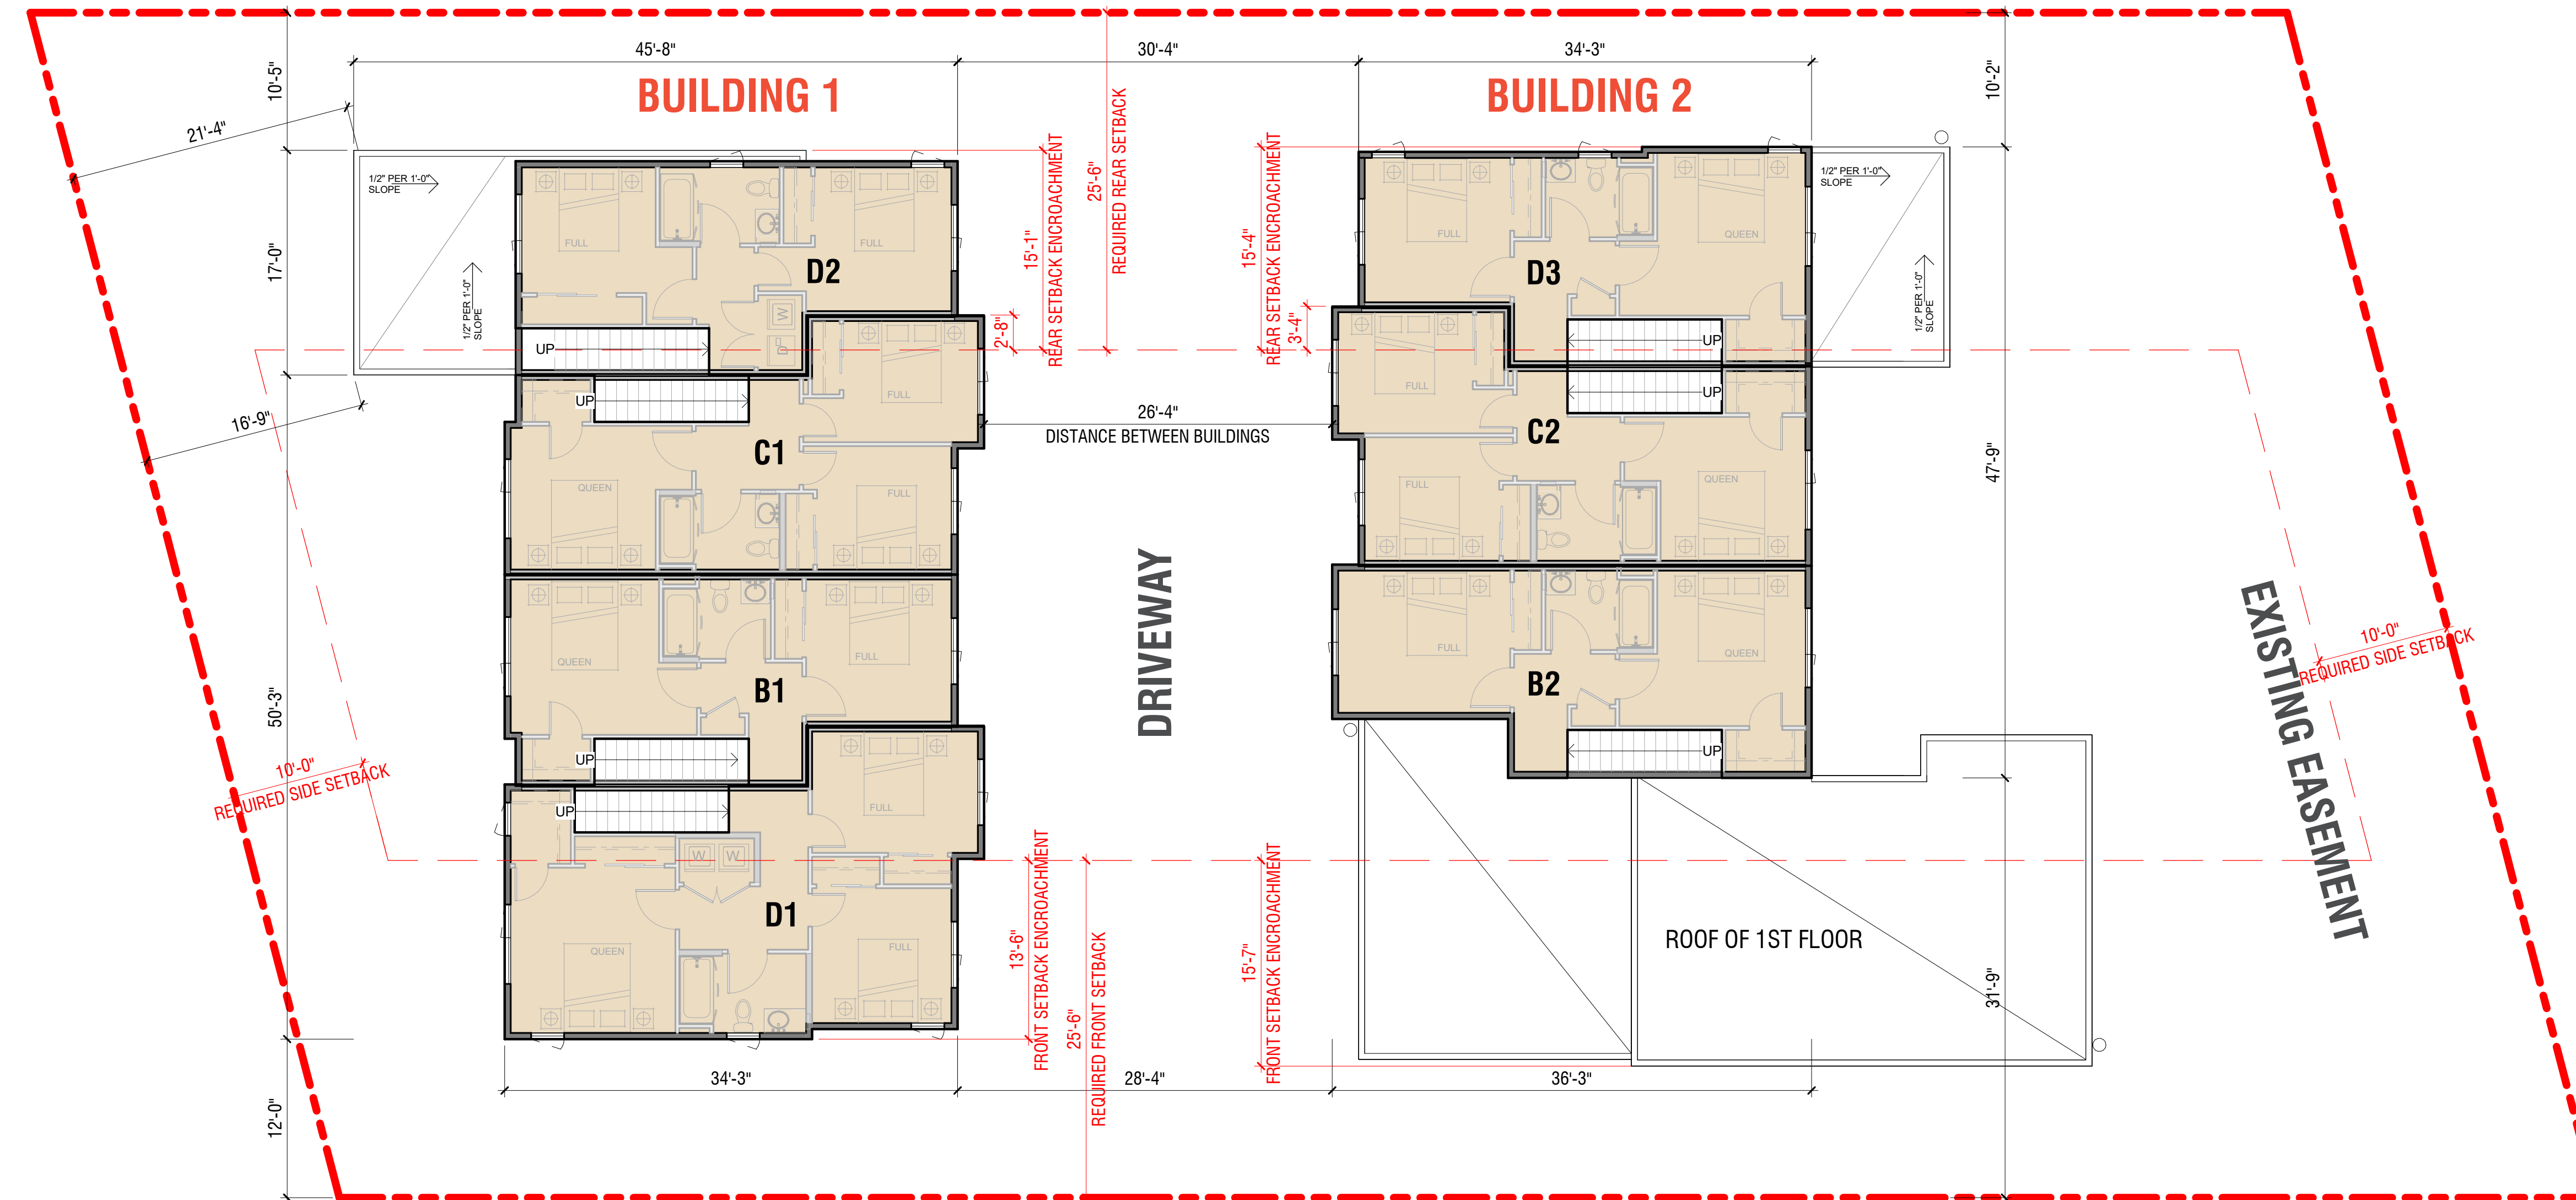 45'-8"
30'-4"
34'-3"
BUILDING 1
BUILDING 2
10'-5"
10'-2"
21'-4"
25'-6"
REQUIRED REAR SETBACK
15'-1"
REAR SETBACK ENCROACHMENT
15'-4"
REAR SETBACK ENCROACHMENT
1/2" PER 1'-0"
SLOPE
1/2" PER 1'-0"
SLOPE
17'-0"
1/2" PER 1'-0"
SLOPE
1/2" PER 1'-0"
SLOPE
FULL
FULL
D2
W
D
UP
2'-8"
3'-4"
FULL
QUEEN
D3
UP
16'-9"
UP
FULL
C1
QUEEN
FULL
26'-4"
DISTANCE BETWEEN BUILDINGS
FULL
UP
C2
FULL
QUEEN
47'-9"
DRIVEWAY
50'-3"
QUEEN
FULL
B1
UP
FULL
QUEEN
B2
UP
EXISTING EASEMENT
10'-0"
REQUIRED SIDE SETBACK
10'-0"
REQUIRED SIDE SETBACK
UP
FULL
W
W
D1
QUEEN
FULL
13'-6"
FRONT SETBACK ENCROACHMENT
25'-6"
REQUIRED FRONT SETBACK
15'-7"
FRONT SETBACK ENCROACHMENT
ROOF OF 1ST FLOOR
31'-9"
34'-3"
28'-4"
36'-3"
12'-0"